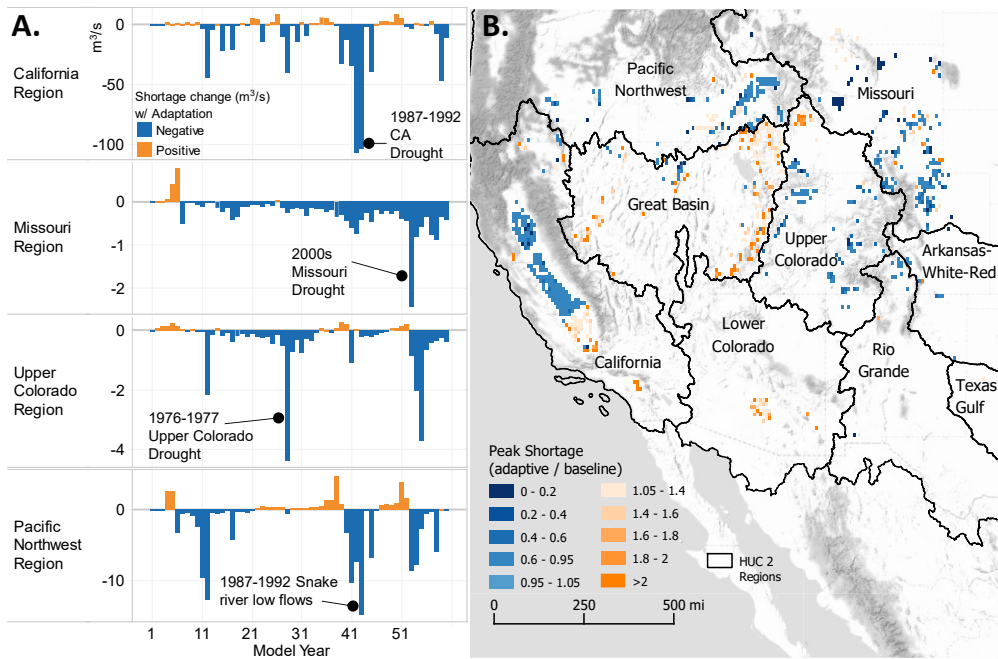 A.
0
-50
-100
m³/s
California
Region
Shortage change (m³/s)
w/ Adaptation
Negative
Positive
1987-1992
CA
Drought
0
-1
-2
Missouri
Region
2000s
Missouri
Drought
0
-2
-4
Upper
Colorado
Region
1976-1977
Upper Colorado
Drought
0
-10
Pacific
Northwest
Region
1987-1992 Snake
river low flows
1 11 21 31 41 51
Model Year
B.
Pacific
Northwest
Missouri
Great Basin
Upper
Colorado
Arkansas-
White-Red
Lower
Colorado
California
Rio
Grande
Texas
Gulf
Peak Shortage
(adaptive / baseline)
0 - 0.2
0.2 - 0.4
0.4 - 0.6
0.6 - 0.95
0.95 - 1.05
1.05 - 1.4
1.4 - 1.6
1.6 - 1.8
1.8 - 2
>2
HUC 2
Regions
0 250 500 mi